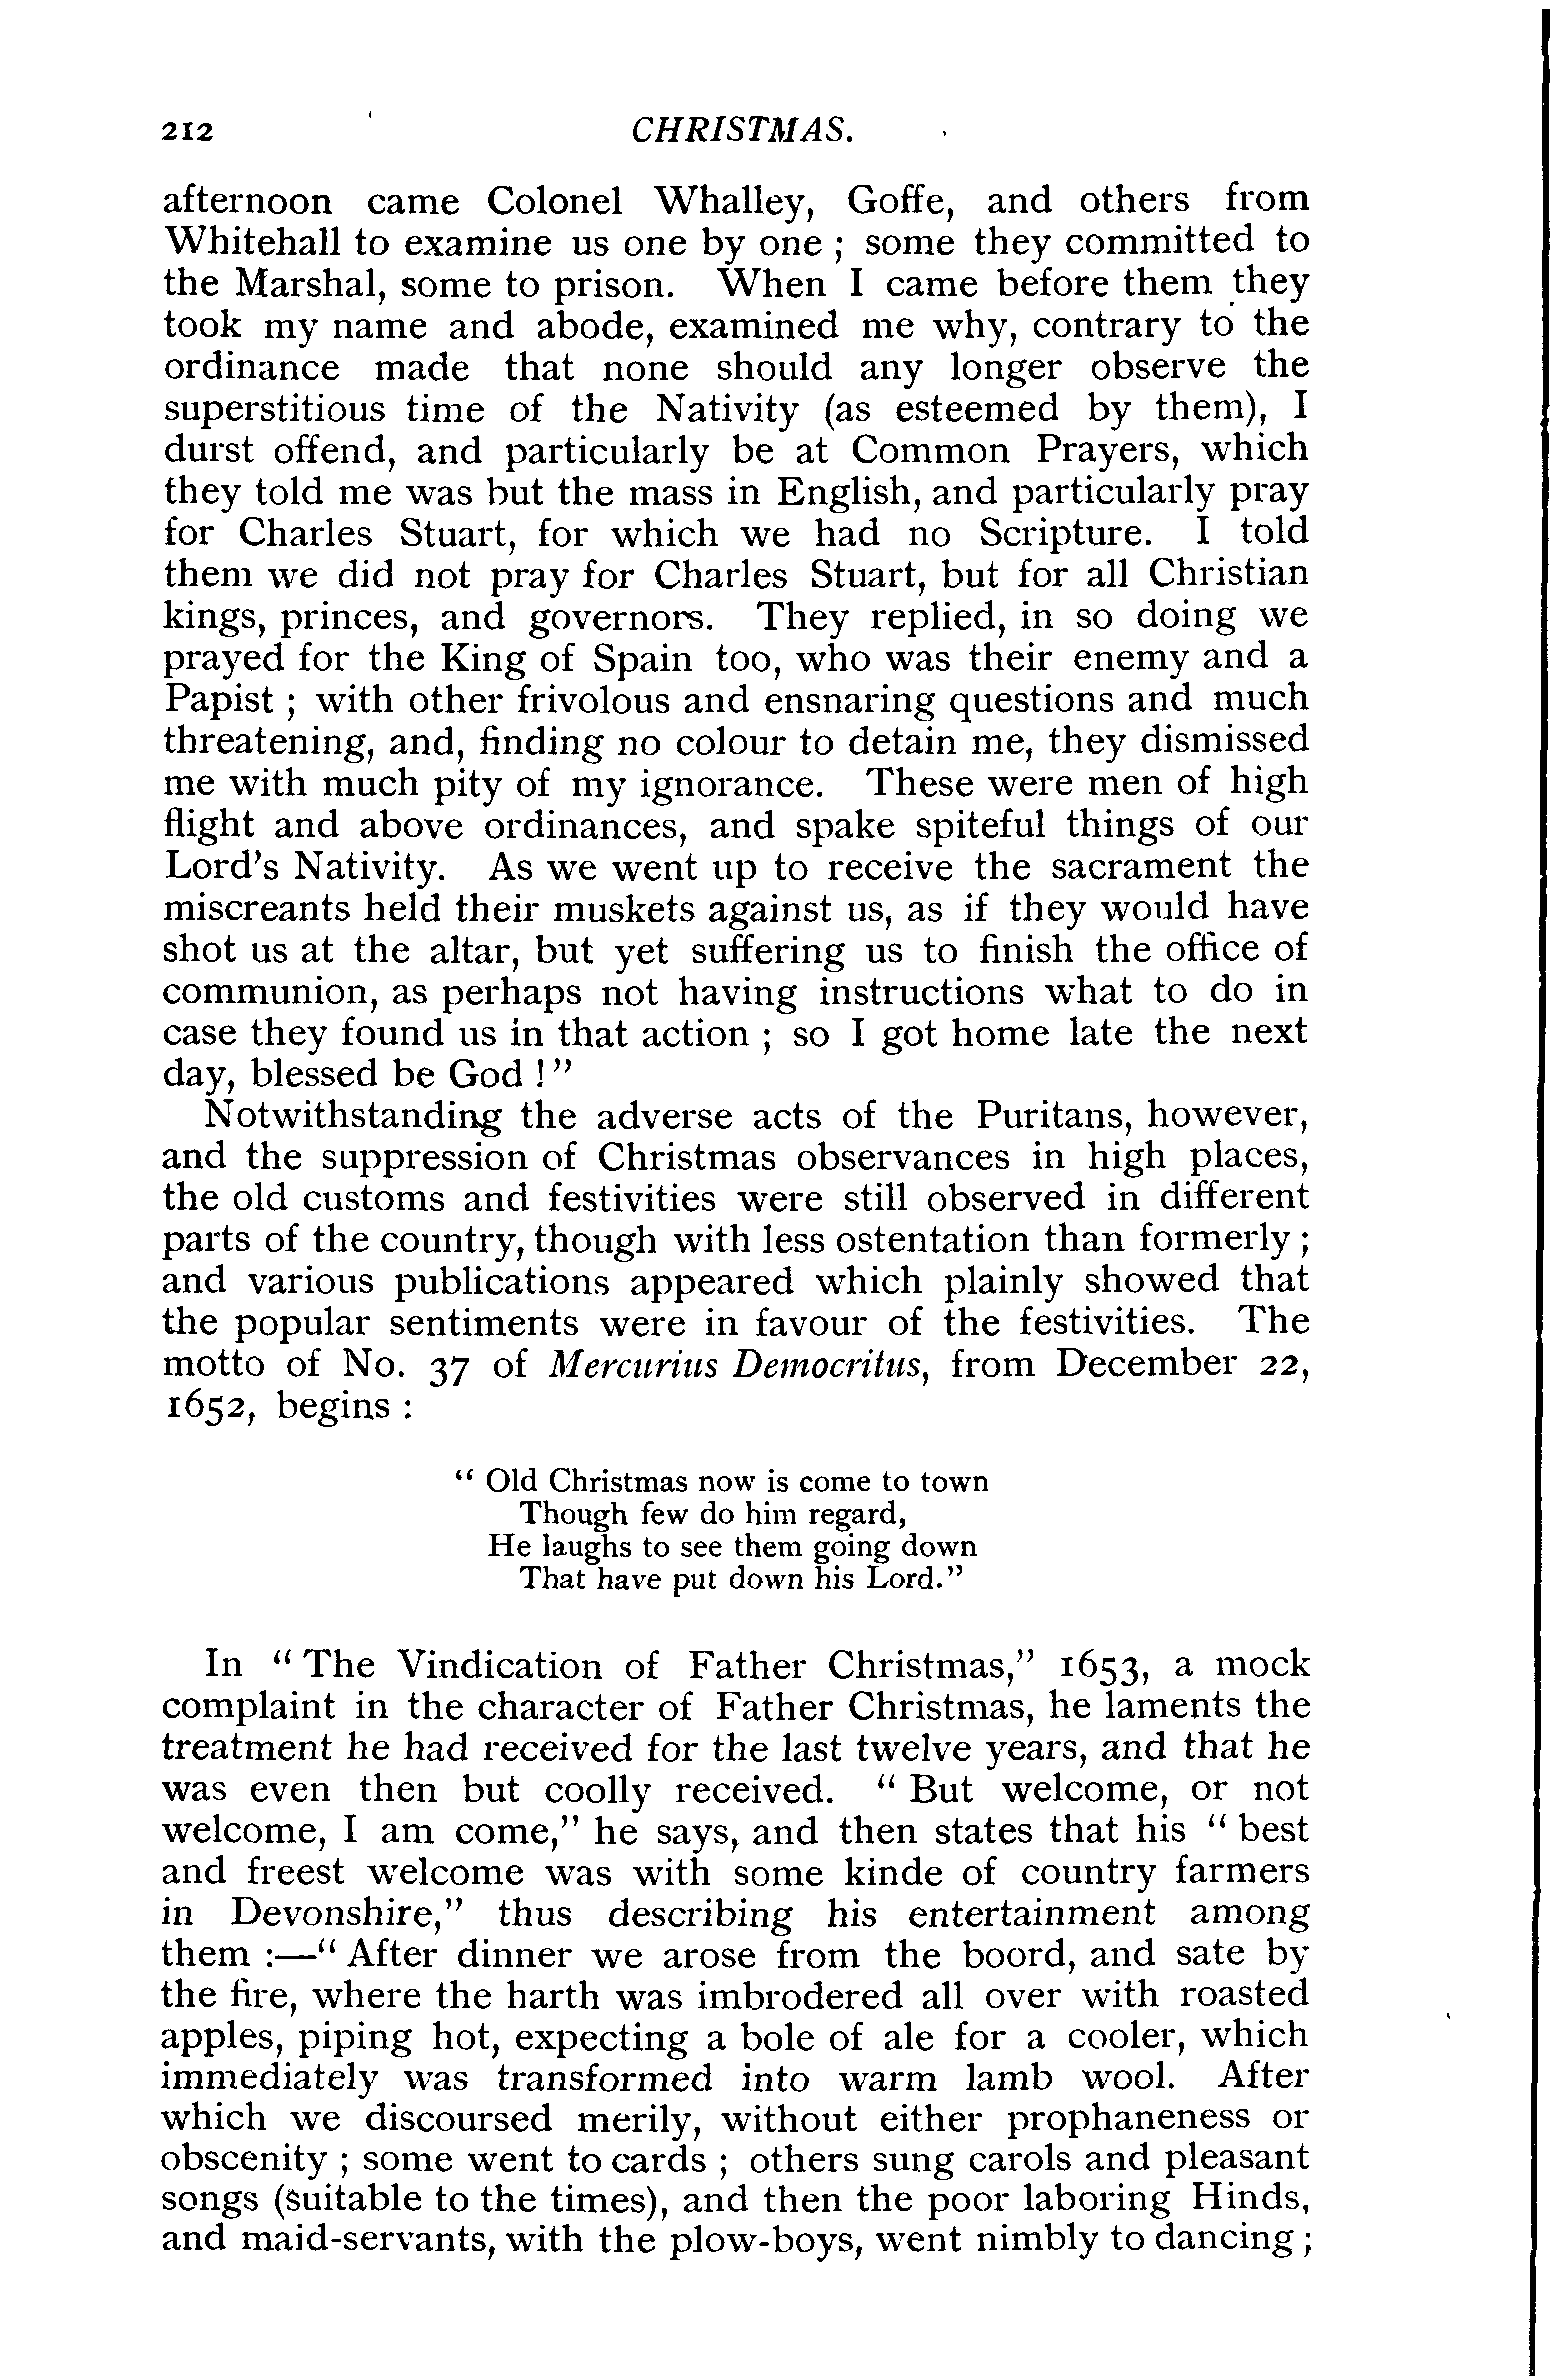 212 CHRISTMAS.
afternoon came Colonel Whalley, Goffe, and others from
Whitehall to examine us one by one ; some they committed to
the Marshal, some to prison. When I came before them they
took my name and abode, examined me why, contrary to the
ordinance made that none should any longer observe the
superstitious time of the Nativity (as esteemed by them), I
durst offend, and particularly be at Common Prayers, which
they told me was but the mass in English, and particularly pray
for Charles Stuart, for which we had no Scripture. I told
them we did not pray for Charles Stuart, but for all Christian
kings, princes, and governors. They replied, in so doing we
prayed for the King of Spain too, who was their enemy and a
Papist ; with other frivolous and ensnaring questions and much
threatening, and, finding no colour to detain me, they dismissed
me with much pity of my ignorance. These were men of high
flight and above ordinances, and spake spiteful things of our
Lord's Nativity. As we went up to receive the sacrament the
miscreants held their muskets against us, as if they would have
shot us at the altar, but yet suffering us to finish the office of
communion, as perhaps not having instructions what to do in
case they found us in that action ; so I got home late the next
day, blessed be God !"
Notwithstanding the adverse acts of the Puritans, however,
and the suppression of Christmas observances in high places,
the old customs and festivities were still observed in different
parts of the country, though with less ostentation than formerly ;
and various publications appeared which plainly showed that
the popular sentiments were in favour of the festivities. The
motto of No. 37 of Mercurius Democritus, from December 22,
1652, begins :
" Old Christmas now is come to town
Though few do him regard,
He laughs to see them going down
That have put down his Lord."
In " The Vindication of Father Christmas," 1653, a mock
complaint in the character of Father Christmas, he laments the
treatment he had received for the last twelve years, and that he
was even then but coolly received. " But welcome, or not
welcome, I am come," he says, and then states that his " best
and freest welcome was with some kinde of country farmers
in Devonshire," thus describing his entertainment among
them :—" After dinner we arose from the boord, and sate by
the fire, where the harth was imbrodered all over with roasted
apples, piping hot, expecting a bole of ale for a cooler, which
immediately was transformed into warm lamb wool. After
which we discoursed merily, without either prophaneness or
obscenity ; some went to cards ; others sung carols and pleasant
songs (suitable to the times), and then the poor laboring Hinds,
and maid-servants, with the plow-boys, went nimbly to dancing ;